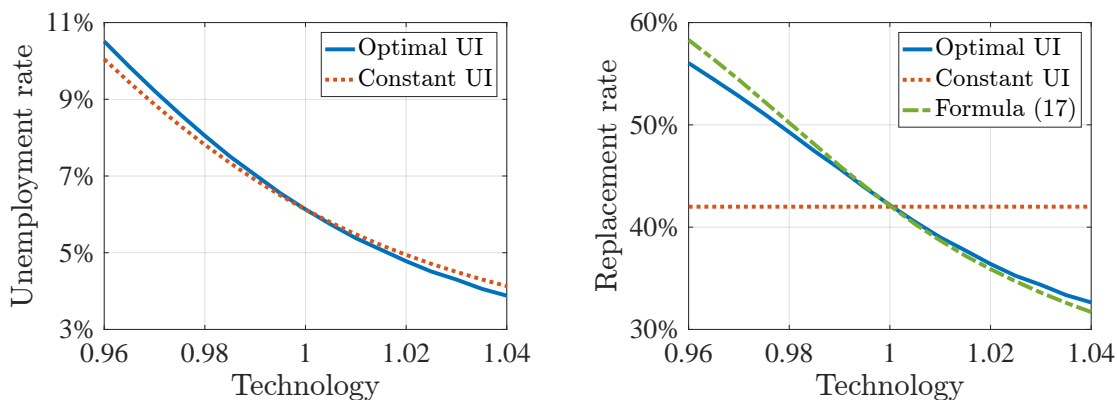 Unemployment rate
11%
9%
7%
5%
3%
Optimal UI
Constant UI
0.96 0.98 1 1.02 1.04
Technology
Replacement rate
60%
50%
40%
30%
Optimal UI
Constant UI
Formula (17)
0.96 0.98 1 1.02 1.04
Technology